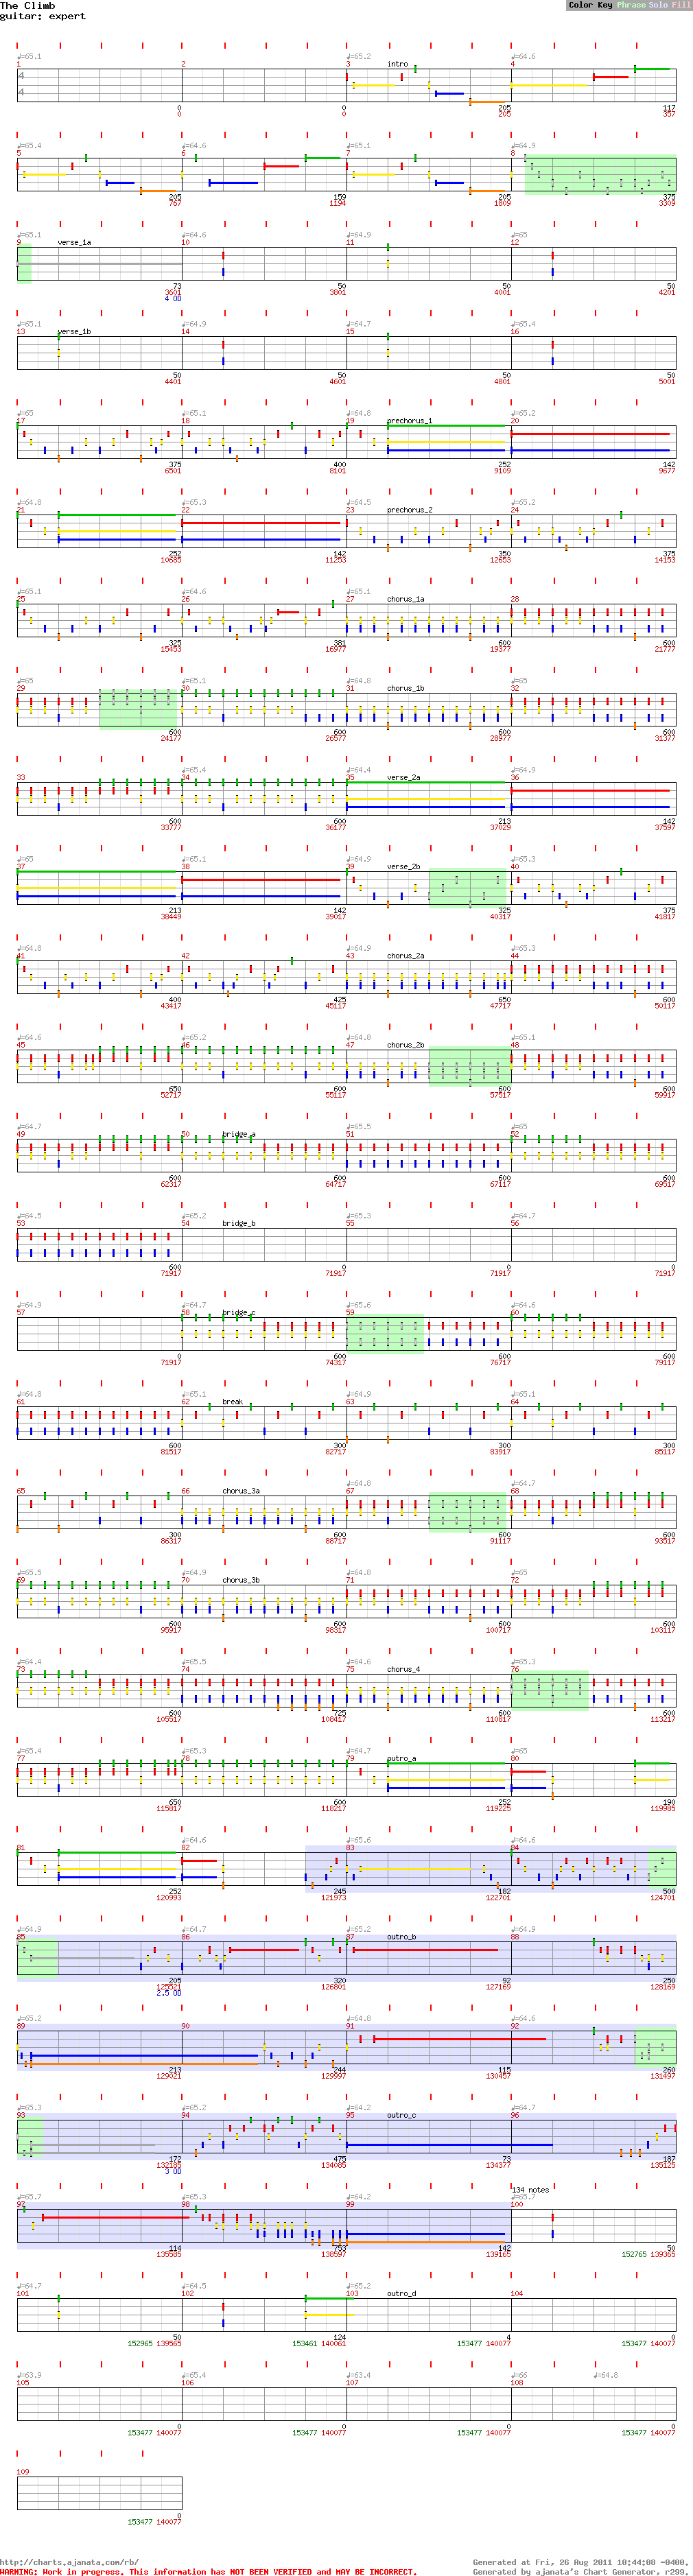 The Climb
Color Key Phrase Solo Fill
guitar: expert
♩=65.1 ♩=65.2 ♩=64.6
1 2 3 intro 4
4
4
0 0 205 117
0 0 205 357
♩=65.4 ♩=64.6 ♩=65.1 ♩=64.9
5 6 7 8
205 159 205 375
767 1194 1809 3309
♩=65.1 ♩=64.6 ♩=64.9 ♩=65
9 verse_1a 10 11 12
73 50 50 50
3601 3801 4001 4201
4 OD
♩=65.1 ♩=64.9 ♩=64.7 ♩=65.4
13 verse_1b 14 15 16
50 50 50 50
4401 4601 4801 5001
♩=65 ♩=65.1 ♩=64.8 ♩=65.2
17 18 19 prechorus_1 20
375 400 252 142
6501 8101 9109 9677
♩=64.8 ♩=65.3 ♩=64.5 ♩=65.2
21 22 23 prechorus_2 24
252 142 350 375
10685 11253 12653 14153
♩=65.1 ♩=64.6 ♩=65.1
25 26 27 chorus_1a 28
325 381 600 600
15453 16977 19377 21777
♩=65 ♩=65.1 ♩=64.8 ♩=65
29 30 31 chorus_1b 32
600 600 600 600
24177 26577 28977 31377
♩=65.4 ♩=64.4 ♩=64.9
33 34 35 verse_2a 36
600 600 213 142
33777 36177 37029 37597
♩=65 ♩=65.1 ♩=64.9 ♩=65.3
37 38 39 verse_2b 40
213 142 325 375
38449 39017 40317 41817
♩=64.8 ♩=64.9 ♩=65.3
41 42 43 chorus_2a 44
400 425 650 600
43417 45117 47717 50117
♩=64.6 ♩=65.2 ♩=64.8 ♩=65.1
45 46 47 chorus_2b 48
650 600 600 600
52717 55117 57517 59917
♩=64.7 ♩=65.5 ♩=65
49 50 bridge_a 51 52
600 600 600 600
62317 64717 67117 69517
♩=64.5 ♩=65.2 ♩=65.3 ♩=64.7
53 54 bridge_b 55 56
600 0 0 0
71917 71917 71917 71917
♩=64.9 ♩=64.7 ♩=65.6 ♩=64.6
57 58 bridge_c 59 60
0 600 600 600
71917 74317 76717 79117
♩=64.8 ♩=65.1 ♩=64.9 ♩=65.1
61 62 break 63 64
600 300 300 300
81517 82717 83917 85117
♩=64.8 ♩=64.7
65 66 chorus_3a 67 68
300 600 600 600
86317 88717 91117 93517
♩=65.5 ♩=64.9 ♩=64.8 ♩=65
69 70 chorus_3b 71 72
600 600 600 600
95917 98317 100717 103117
♩=64.4 ♩=65.5 ♩=64.6 ♩=65.3
73 74 75 chorus_4 76
600 725 600 600
105517 108417 110817 113217
♩=65.4 ♩=65.3 ♩=64.7 ♩=65
77 78 79 outro_a 80
650 600 252 190
115817 118217 119225 119985
♩=64.6 ♩=65.6 ♩=64.6
81 82 83 84
252 245 182 500
120993 121973 122701 124701
♩=64.9 ♩=64.7 ♩=65.2 ♩=64.9
85 86 87 outro_b 88
205 320 92 250
125521 126801 127169 128169
2.5 OD
♩=65.2 ♩=64.8 ♩=64.6
89 90 91 92
213 244 115 260
129021 129997 130457 131497
♩=65.3 ♩=65.2 ♩=64.2 ♩=64.7
93 94 95 outro_c 96
172 475 73 187
132185 134085 134377 135125
3 OD
134 notes
♩=65.7 ♩=65.4 ♩=64.2 ♩=65.7
97 98 99 100
114 753 142 50
135585 138597 139165 152765 139365
♩=64.7 ♩=64.5
101 102 103 outro_d 104
50 124 4 0
152965 139565 153461 140061 153477 140077 153477 140077
♩=63.9 ♩=65.4 ♩=63.4 ♩=66 ♩=64.8
105 106 107 108
0 0 0 0
153477 140077 153477 140077 153477 140077 153477 140077
109
0
153477 140077
http://charts.ajanata.com/rb/ Generated at Fri, 26 Aug 2011 18:44:08 -0400.
WARNING: Work in progress. This information has NOT BEEN VERIFIED and MAY BE INCORRECT. Generated by ajanata's Chart Generator, r299.